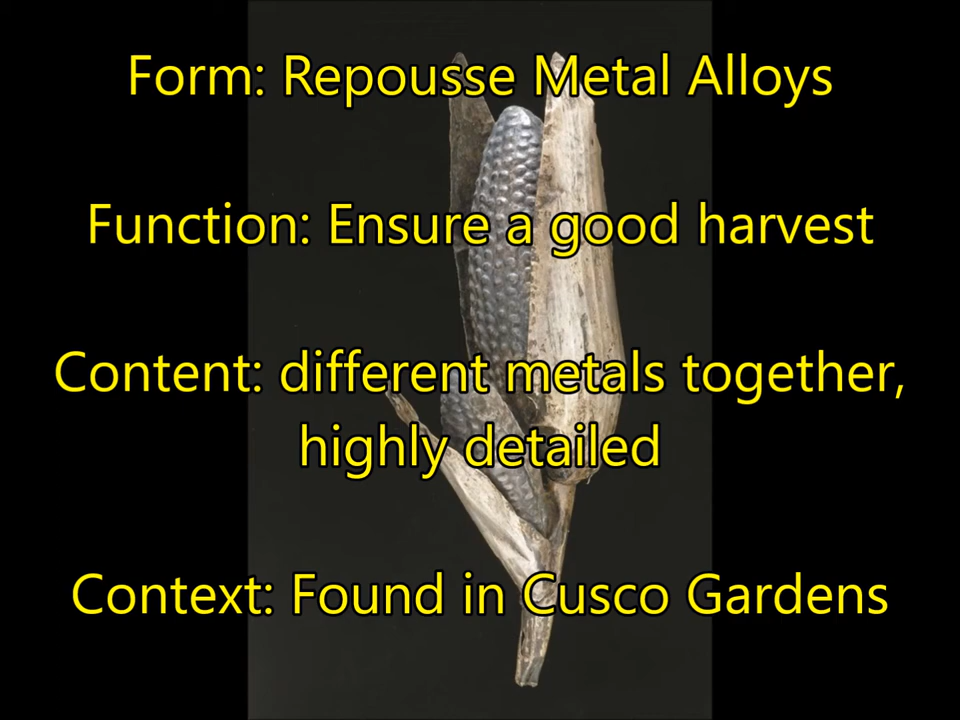 Form: Repousse Metal Alloys
Function: Ensure a good harvest
Content: different metals together,
highly detailed
Context: Found in Cusco Gardens